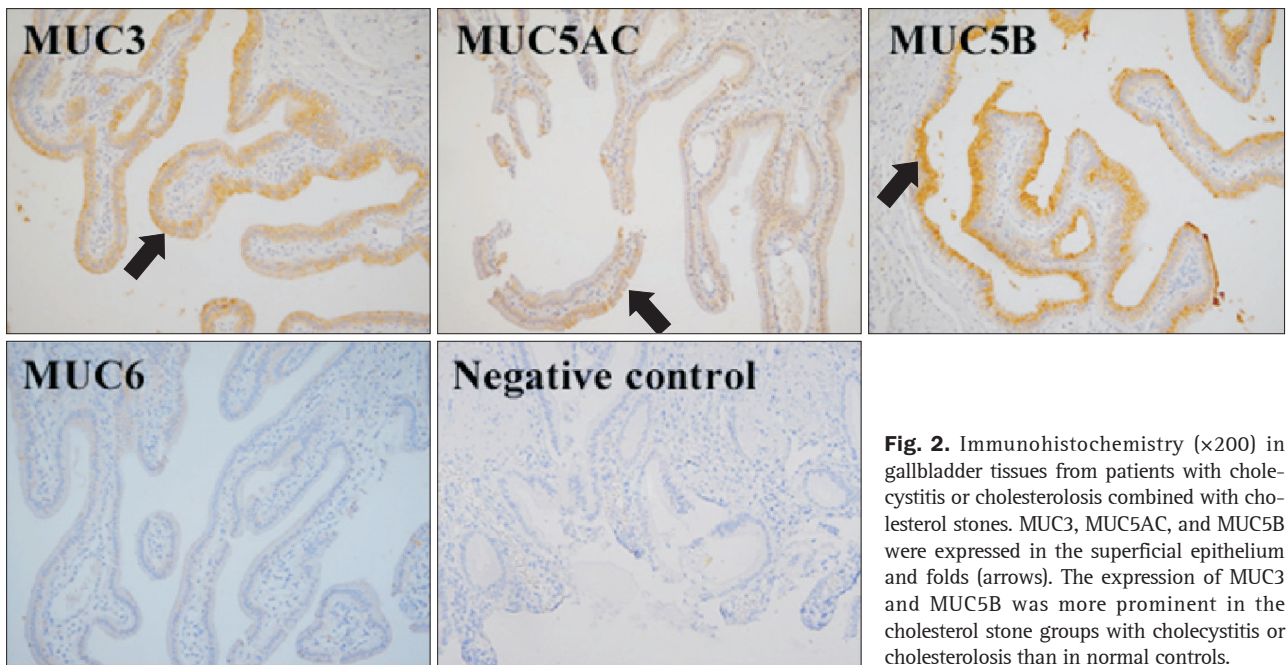 MUC3
MUC5AC
MUC5B
MUC6
Negative control
Fig. 2. Immunohistochemistry (×200) in
gallbladder tissues from patients with chole-
cystitis or cholesterolosis combined with cho-
lesterol stones. MUC3, MUC5AC, and MUC5B
were expressed in the superficial epithelium
and folds (arrows). The expression of MUC3
and MUC5B was more prominent in the
cholesterol stone groups with cholecystitis or
cholesterolosis than in normal controls.